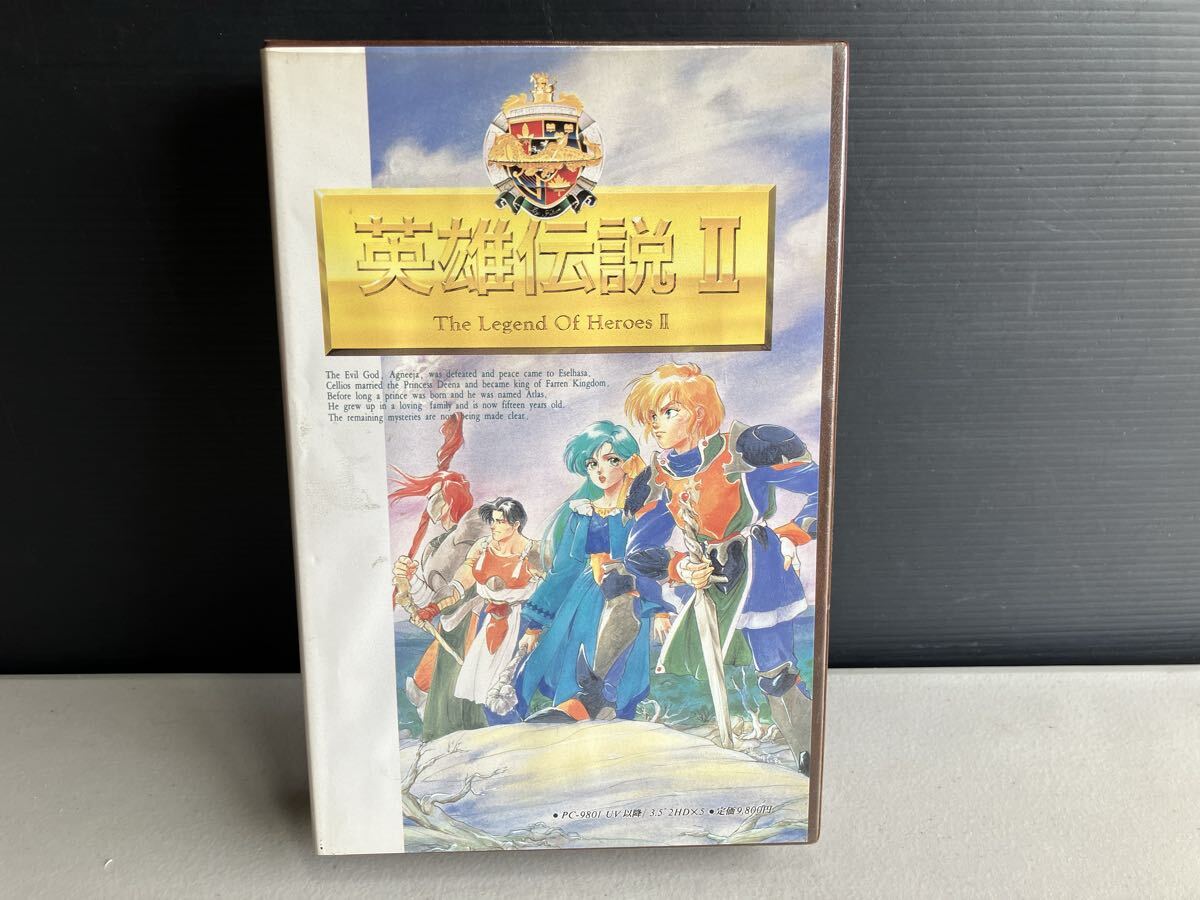 英雄伝説 II
The Legend Of Heroes II
The Evil God, Agneeja, was defeated and peace came to Eselhasa.
Cellios married the Princess Deena and became king of Farren Kingdom.
Before long a prince was born and he was named Atlas.
He grew up in a loving family and is now fifteen years old.
The remaining mysteries are now being made clear.
• PC-9801 UV以降/3.5"2HD×5 • 定価9,800円